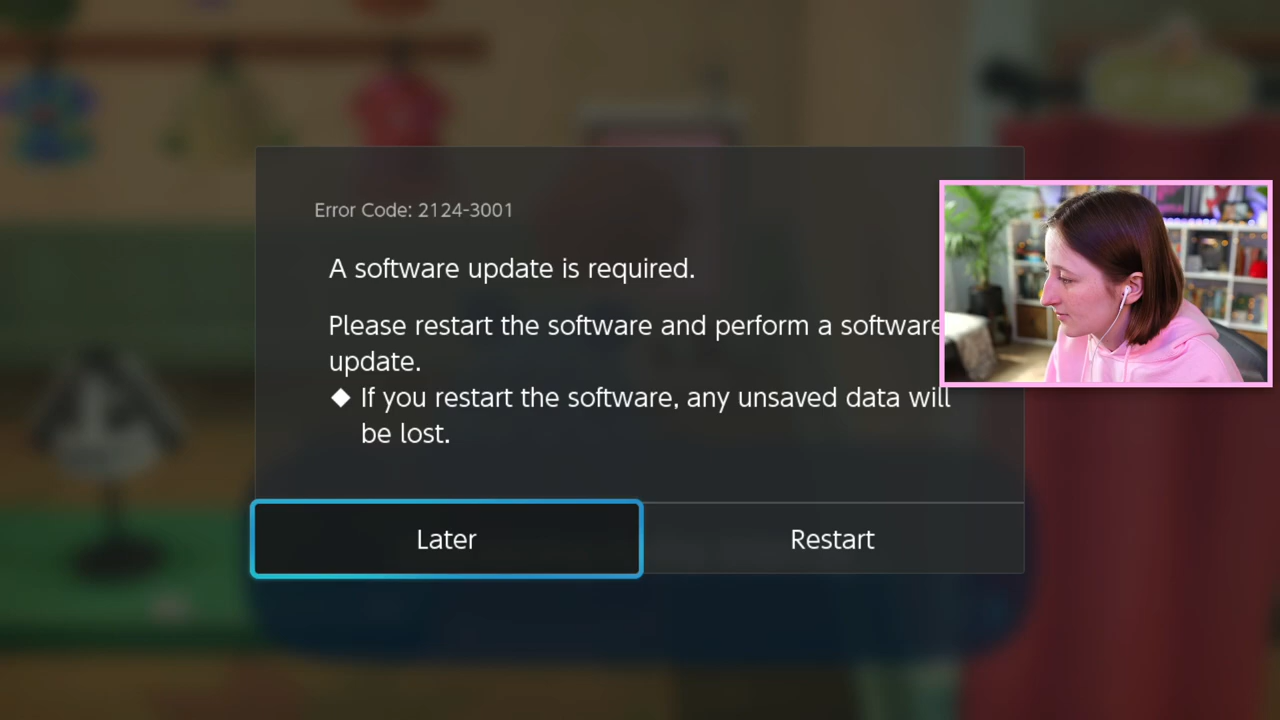 Error Code: 2124-3001
A software update is required.
Please restart the software and perform a software
update.
◆ If you restart the software, any unsaved data will
be lost.
Later
Restart